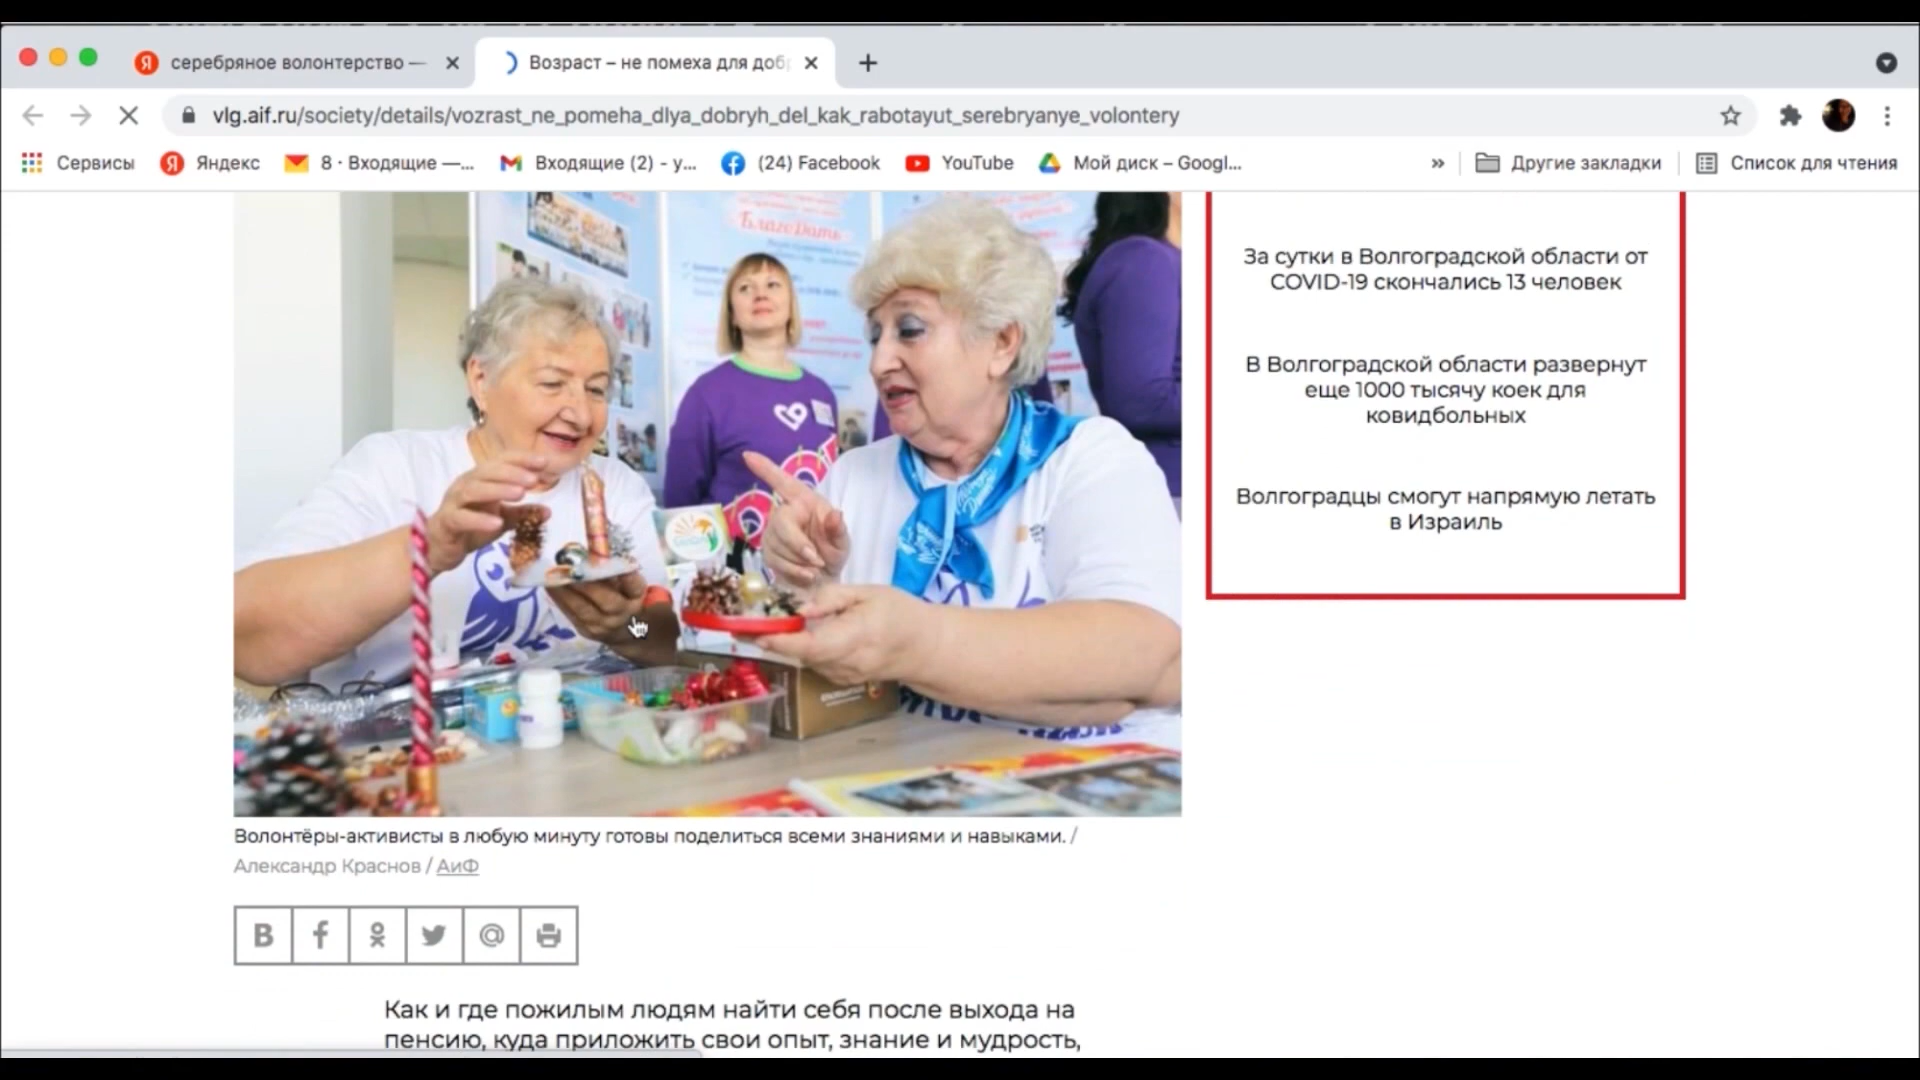 серебряное волонтерство —
Возраст – не помеха для доб
vlg.aif.ru/society/details/vozrast_ne_pomeha_dlya_dobryh_del_kak_rabotayut_serebryanye_volontery
Сервисы
Яндекс
8 · Входящие —...
Входящие (2) - y...
(24) Facebook
YouTube
Мой диск – Googl...
»
Другие закладки
Список для чтения
БлагоДать
За сутки в Волгоградской области от
COVID-19 скончались 13 человек
В Волгоградской области развернут
еще 1000 тысячу коек для
ковидбольных
Волгоградцы смогут напрямую летать
в Израиль
Волонтёры-активисты в любую минуту готовы поделиться всеми знаниями и навыками. /
Александр Краснов / АиФ
Как и где пожилым людям найти себя после выхода на
пенсию, куда приложить свои опыт, знание и мудрость,